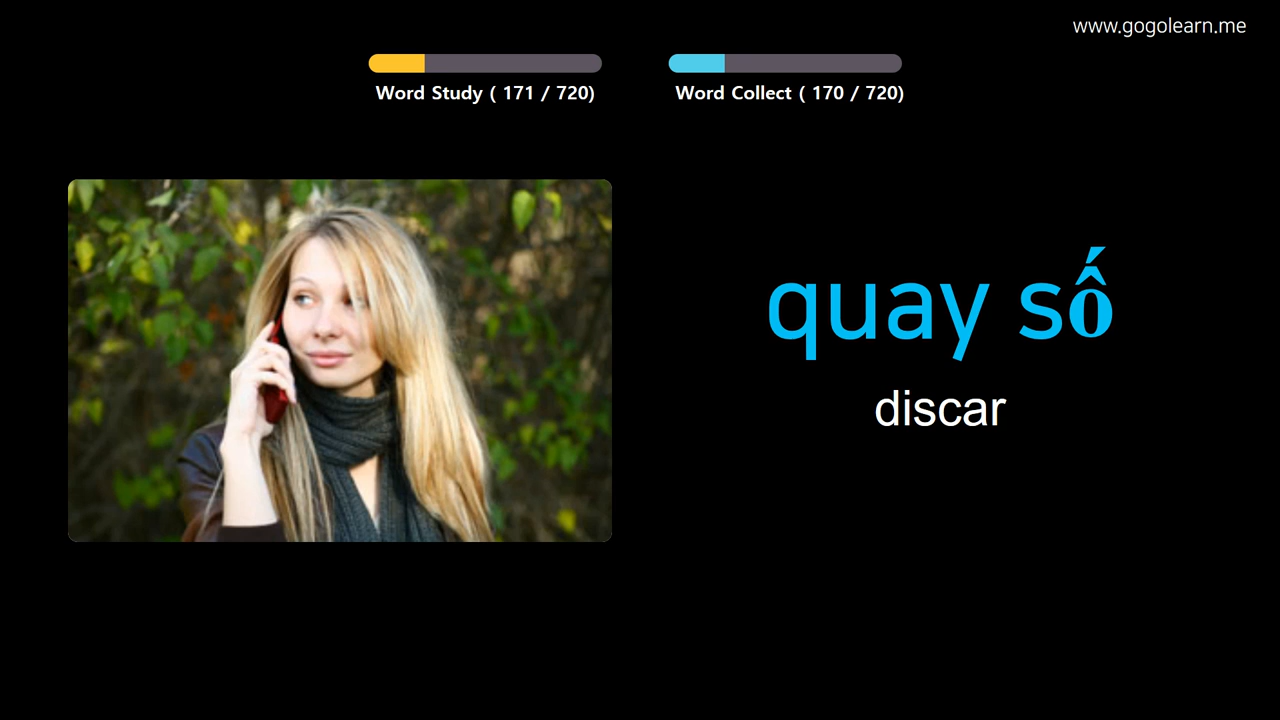 www.gogolearn.me
Word Study ( 171 / 720)
Word Collect ( 170 / 720)
quay số
discar